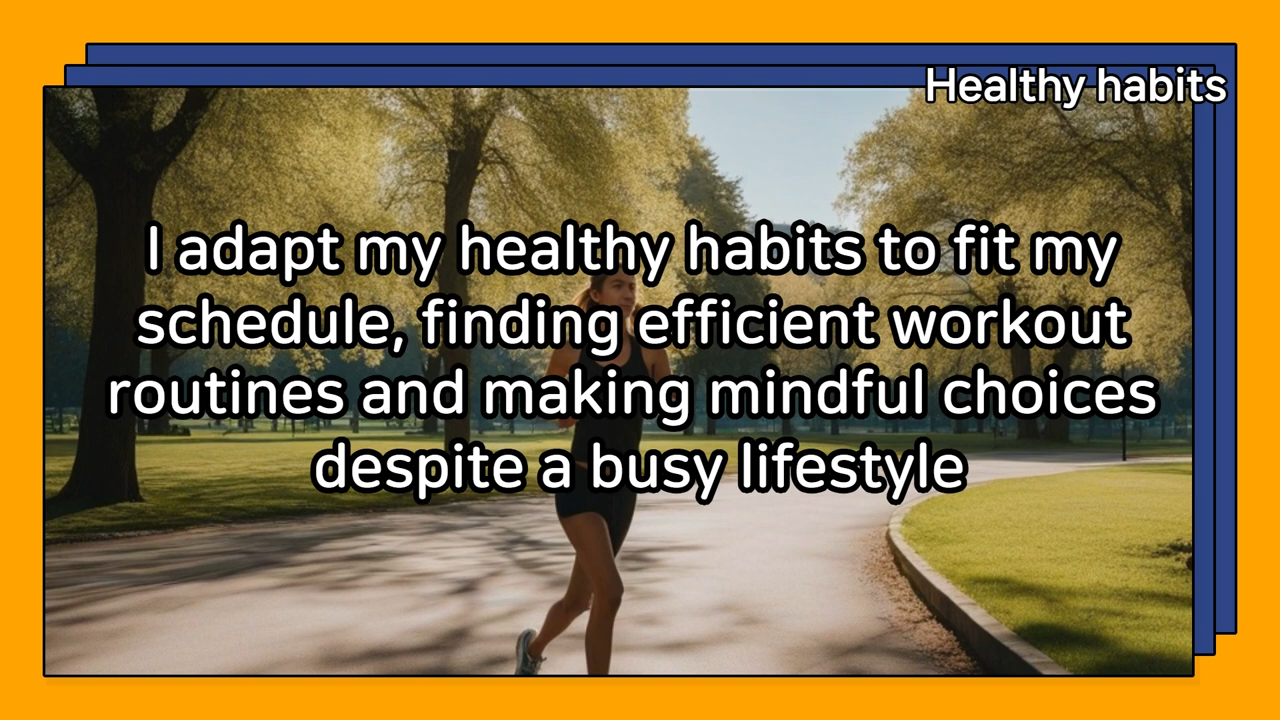 Healthy habits
I adapt my healthy habits to fit my
schedule, finding efficient workout
routines and making mindful choices
despite a busy lifestyle